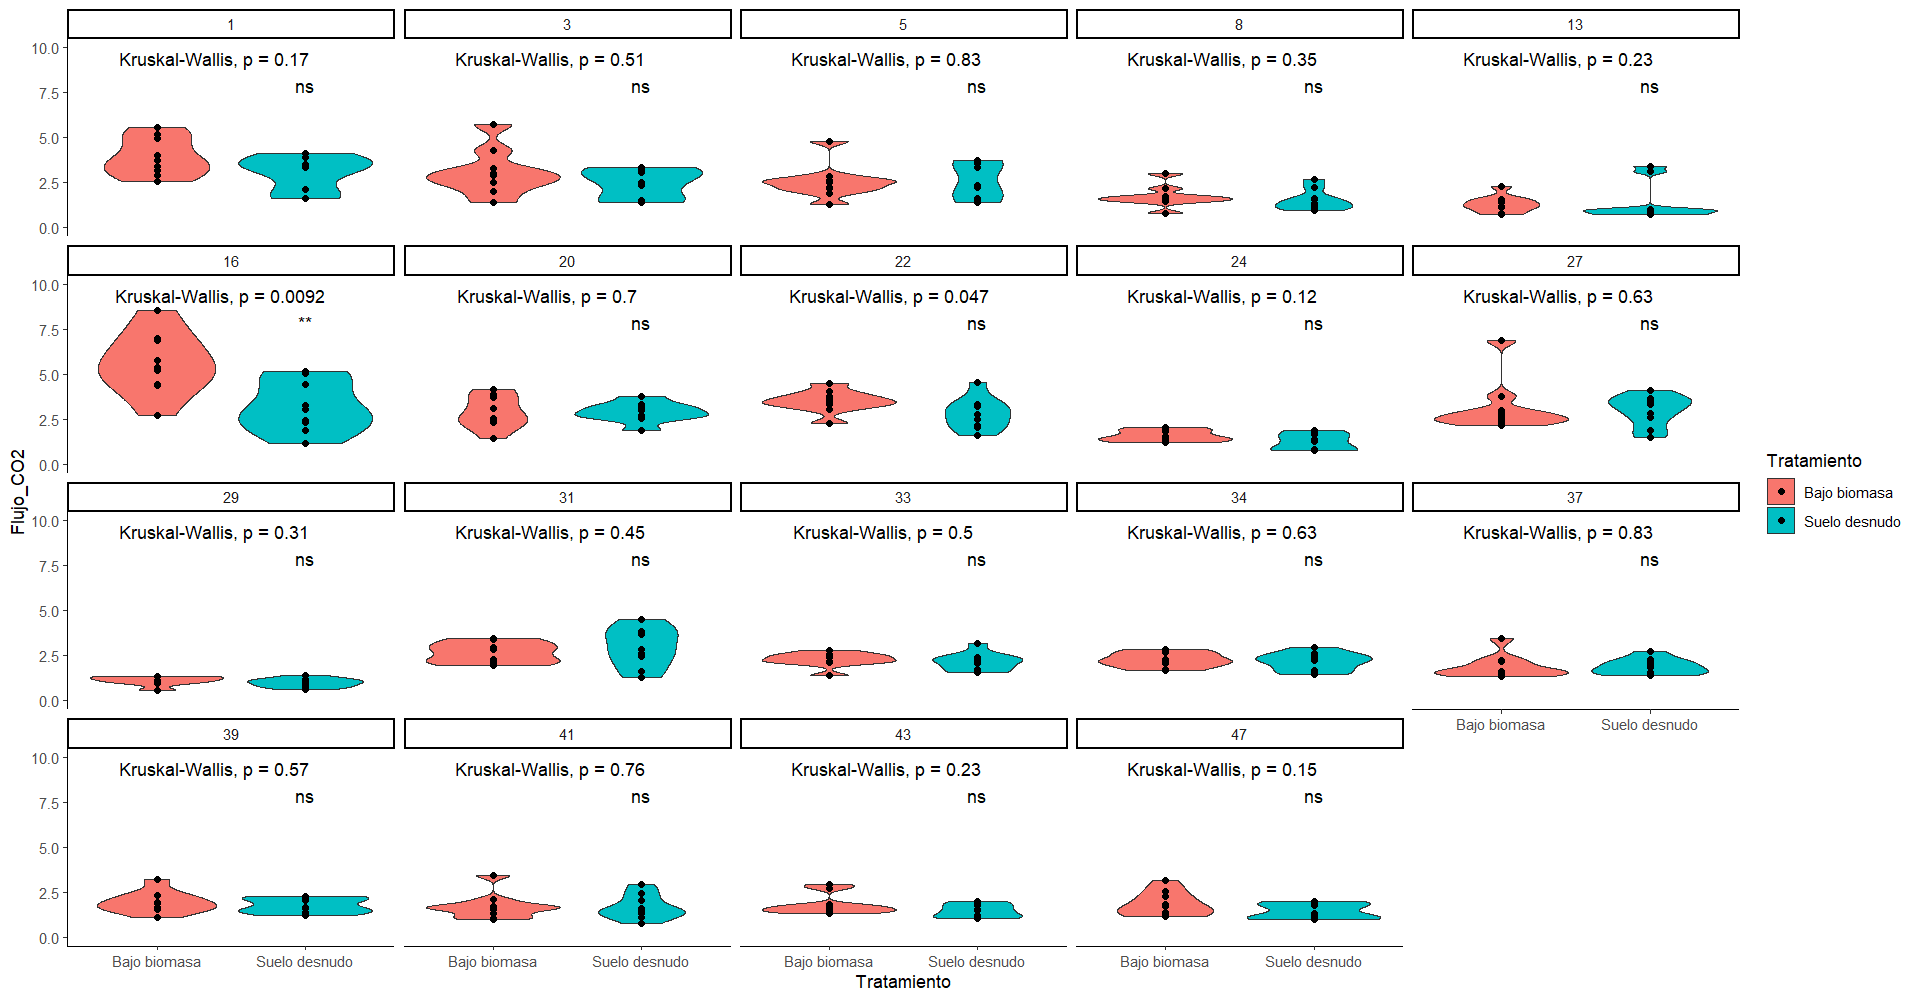 1
3
5
8
13
Kruskal-Wallis, p = 0.17
Kruskal-Wallis, p = 0.51
Kruskal-Wallis, p = 0.83
Kruskal-Wallis, p = 0.35
Kruskal-Wallis, p = 0.23
ns
ns
ns
ns
ns
10.0
7.5
5.0
2.5
0.0
16
20
22
24
27
Kruskal-Wallis, p = 0.0092
Kruskal-Wallis, p = 0.7
Kruskal-Wallis, p = 0.047
Kruskal-Wallis, p = 0.12
Kruskal-Wallis, p = 0.63
**
ns
ns
ns
ns
10.0
7.5
5.0
2.5
0.0
29
31
33
34
37
Kruskal-Wallis, p = 0.31
Kruskal-Wallis, p = 0.45
Kruskal-Wallis, p = 0.5
Kruskal-Wallis, p = 0.63
Kruskal-Wallis, p = 0.83
ns
ns
ns
ns
ns
10.0
7.5
5.0
2.5
0.0
Bajo biomasa
Suelo desnudo
39
41
43
47
Kruskal-Wallis, p = 0.57
Kruskal-Wallis, p = 0.76
Kruskal-Wallis, p = 0.23
Kruskal-Wallis, p = 0.15
ns
ns
ns
ns
10.0
7.5
5.0
2.5
0.0
Bajo biomasa
Suelo desnudo
Bajo biomasa
Suelo desnudo
Bajo biomasa
Suelo desnudo
Bajo biomasa
Suelo desnudo
Tratamiento
Flujo_CO2
Tratamiento
Bajo biomasa
Suelo desnudo